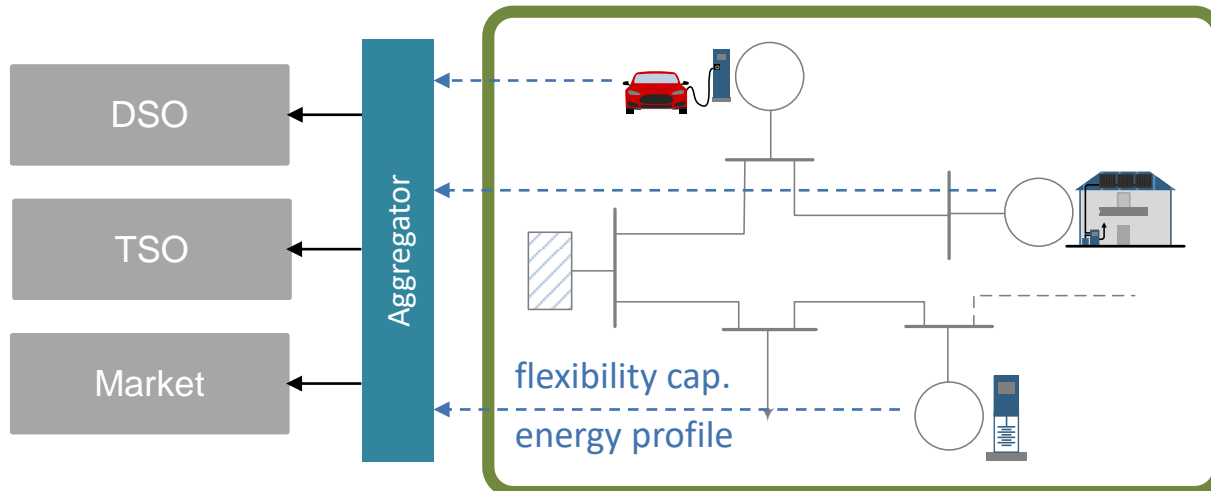 DSO
TSO
Market
Aggregator
flexibility cap.
energy profile